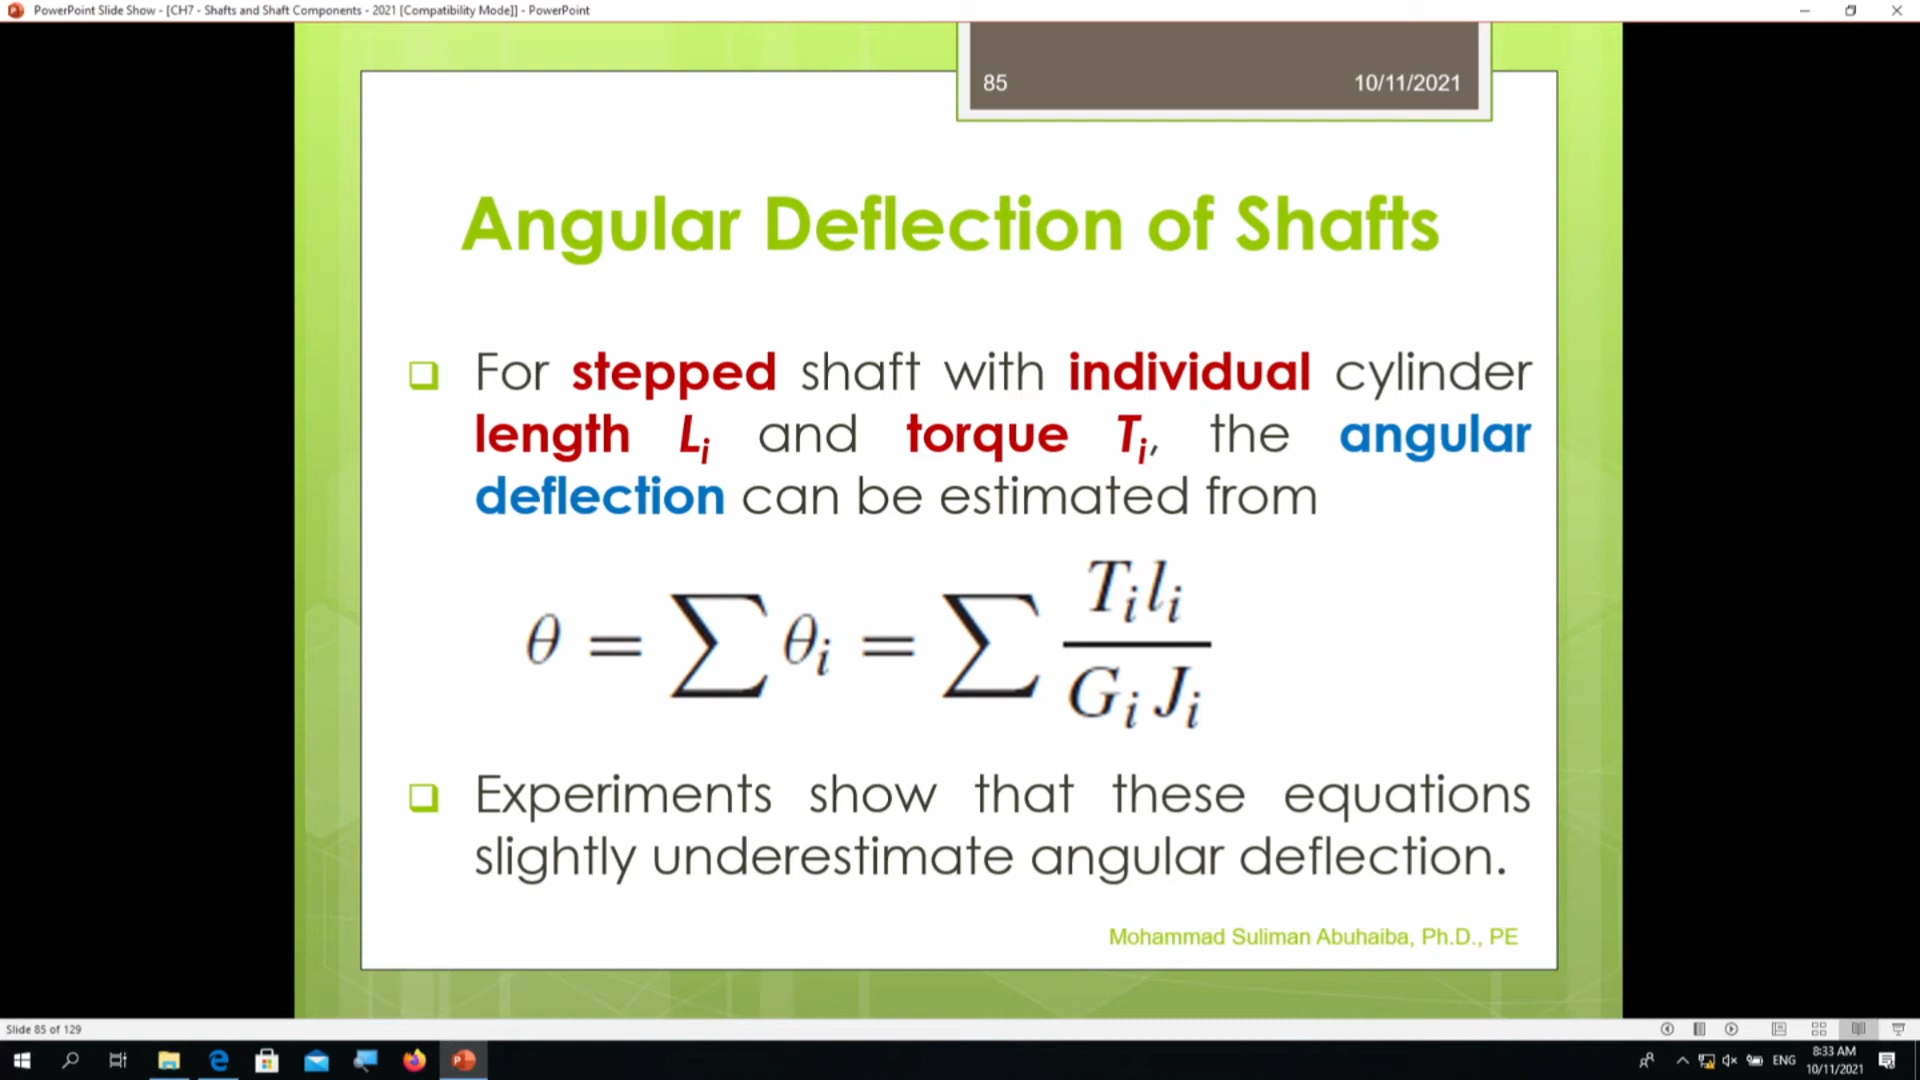 PowerPoint Slide Show - [CH7 - Shafts and Shaft Components - 2021 [Compatibility Mode]] - PowerPoint
85
10/11/2021
Angular Deflection of Shafts
For stepped shaft with individual cylinder
length Li and torque Ti, the angular
deflection can be estimated from
θ = ∑ θi = ∑ Ti li / Gi Ji
Experiments show that these equations
slightly underestimate angular deflection.
Mohammad Suliman Abuhaiba, Ph.D., PE
Slide 85 of 129
ENG
8:33 AM
10/11/2021